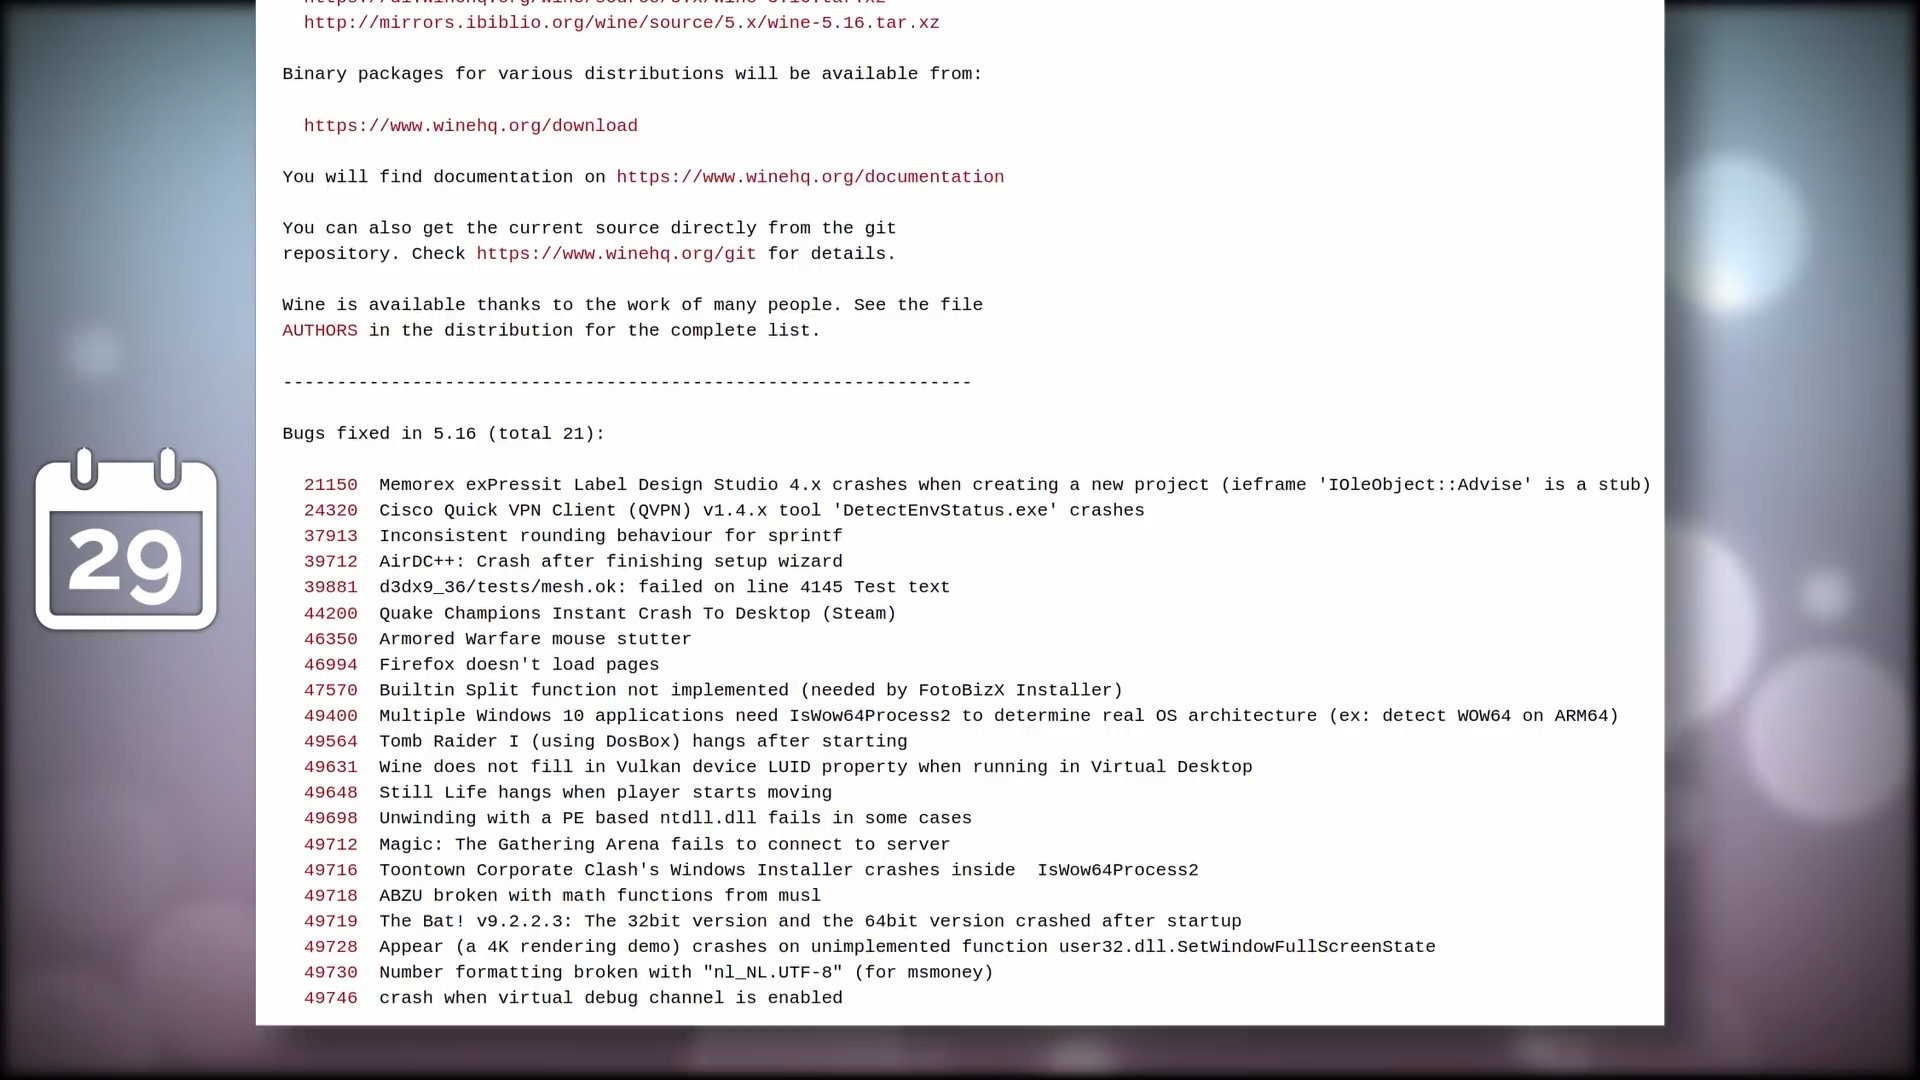 http://mirrors.ibiblio.org/wine/source/5.x/wine-5.16.tar.xz
Binary packages for various distributions will be available from:
https://www.winehq.org/download
You will find documentation on https://www.winehq.org/documentation
You can also get the current source directly from the git
repository. Check https://www.winehq.org/git for details.
Wine is available thanks to the work of many people. See the file
AUTHORS in the distribution for the complete list.
----------------------------------------------------------------
Bugs fixed in 5.16 (total 21):
21150 Memorex exPressit Label Design Studio 4.x crashes when creating a new project (ieframe 'IOleObject::Advise' is a stub)
24320 Cisco Quick VPN Client (QVPN) v1.4.x tool 'DetectEnvStatus.exe' crashes
37913 Inconsistent rounding behaviour for sprintf
39712 AirDC++: Crash after finishing setup wizard
39881 d3dx9_36/tests/mesh.ok: failed on line 4145 Test text
44200 Quake Champions Instant Crash To Desktop (Steam)
46350 Armored Warfare mouse stutter
46994 Firefox doesn't load pages
29
47570 Builtin Split function not implemented (needed by FotoBizX Installer)
49400 Multiple Windows 10 applications need IsWow64Process2 to determine real OS architecture (ex: detect WOW64 on ARM64)
49564 Tomb Raider I (using DosBox) hangs after starting
49631 Wine does not fill in Vulkan device LUID property when running in Virtual Desktop
49648 Still Life hangs when player starts moving
49698 Unwinding with a PE based ntdll.dll fails in some cases
49712 Magic: The Gathering Arena fails to connect to server
49716 Toontown Corporate Clash's Windows Installer crashes inside  IsWow64Process2
49718 ABZU broken with math functions from musl
49719 The Bat! v9.2.2.3: The 32bit version and the 64bit version crashed after startup
49728 Appear (a 4K rendering demo) crashes on unimplemented function user32.dll.SetWindowFullScreenState
49730 Number formatting broken with "nl_NL.UTF-8" (for msmoney)
49746 crash when virtual debug channel is enabled